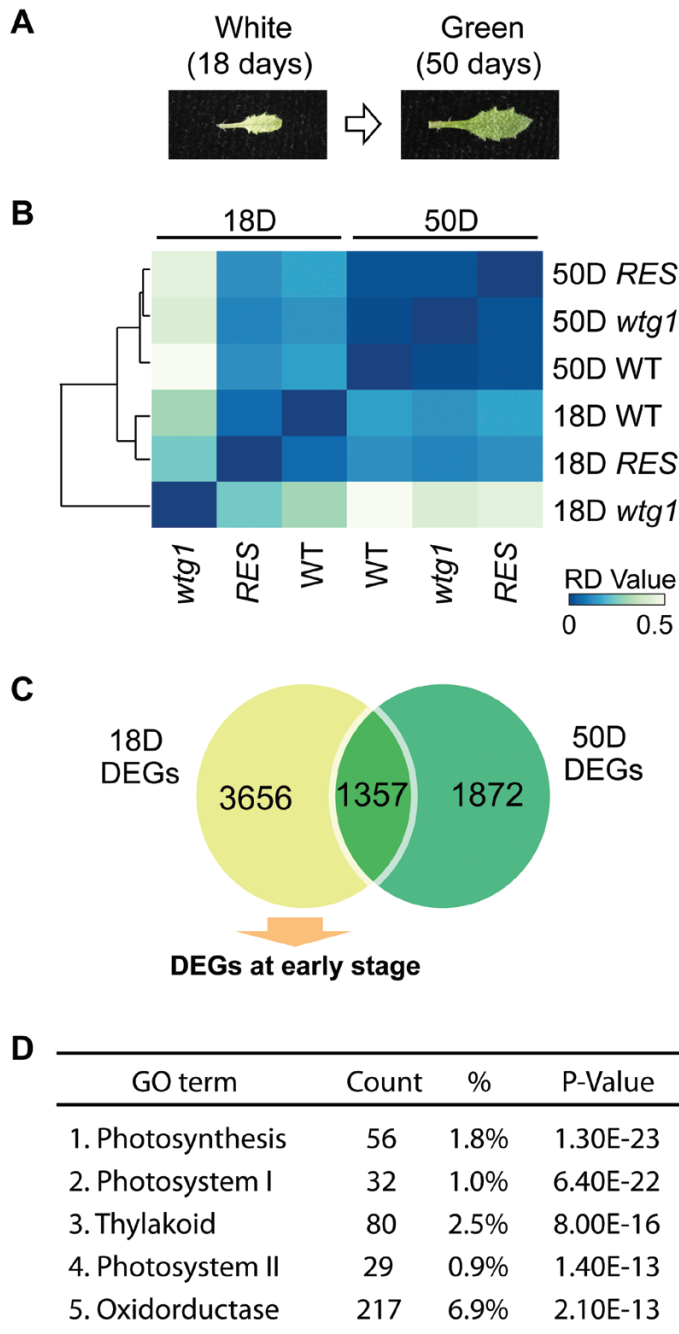 A
White
(18 days)
Green
(50 days)
B
18D
50D
50D RES
50D wtg1
50D WT
18D WT
18D RES
18D wtg1
wtg1
RES
WT
WT
wtg1
RES
RD Value
0
0.5
C
18D
DEGs
3656
1357
1872
50D
DEGs
DEGs at early stage
D
GO term Count % P-Value
1. Photosynthesis 56 1.8% 1.30E-23
2. Photosystem I 32 1.0% 6.40E-22
3. Thylakoid 80 2.5% 8.00E-16
4. Photosystem II 29 0.9% 1.40E-13
5. Oxidorductase 217 6.9% 2.10E-13